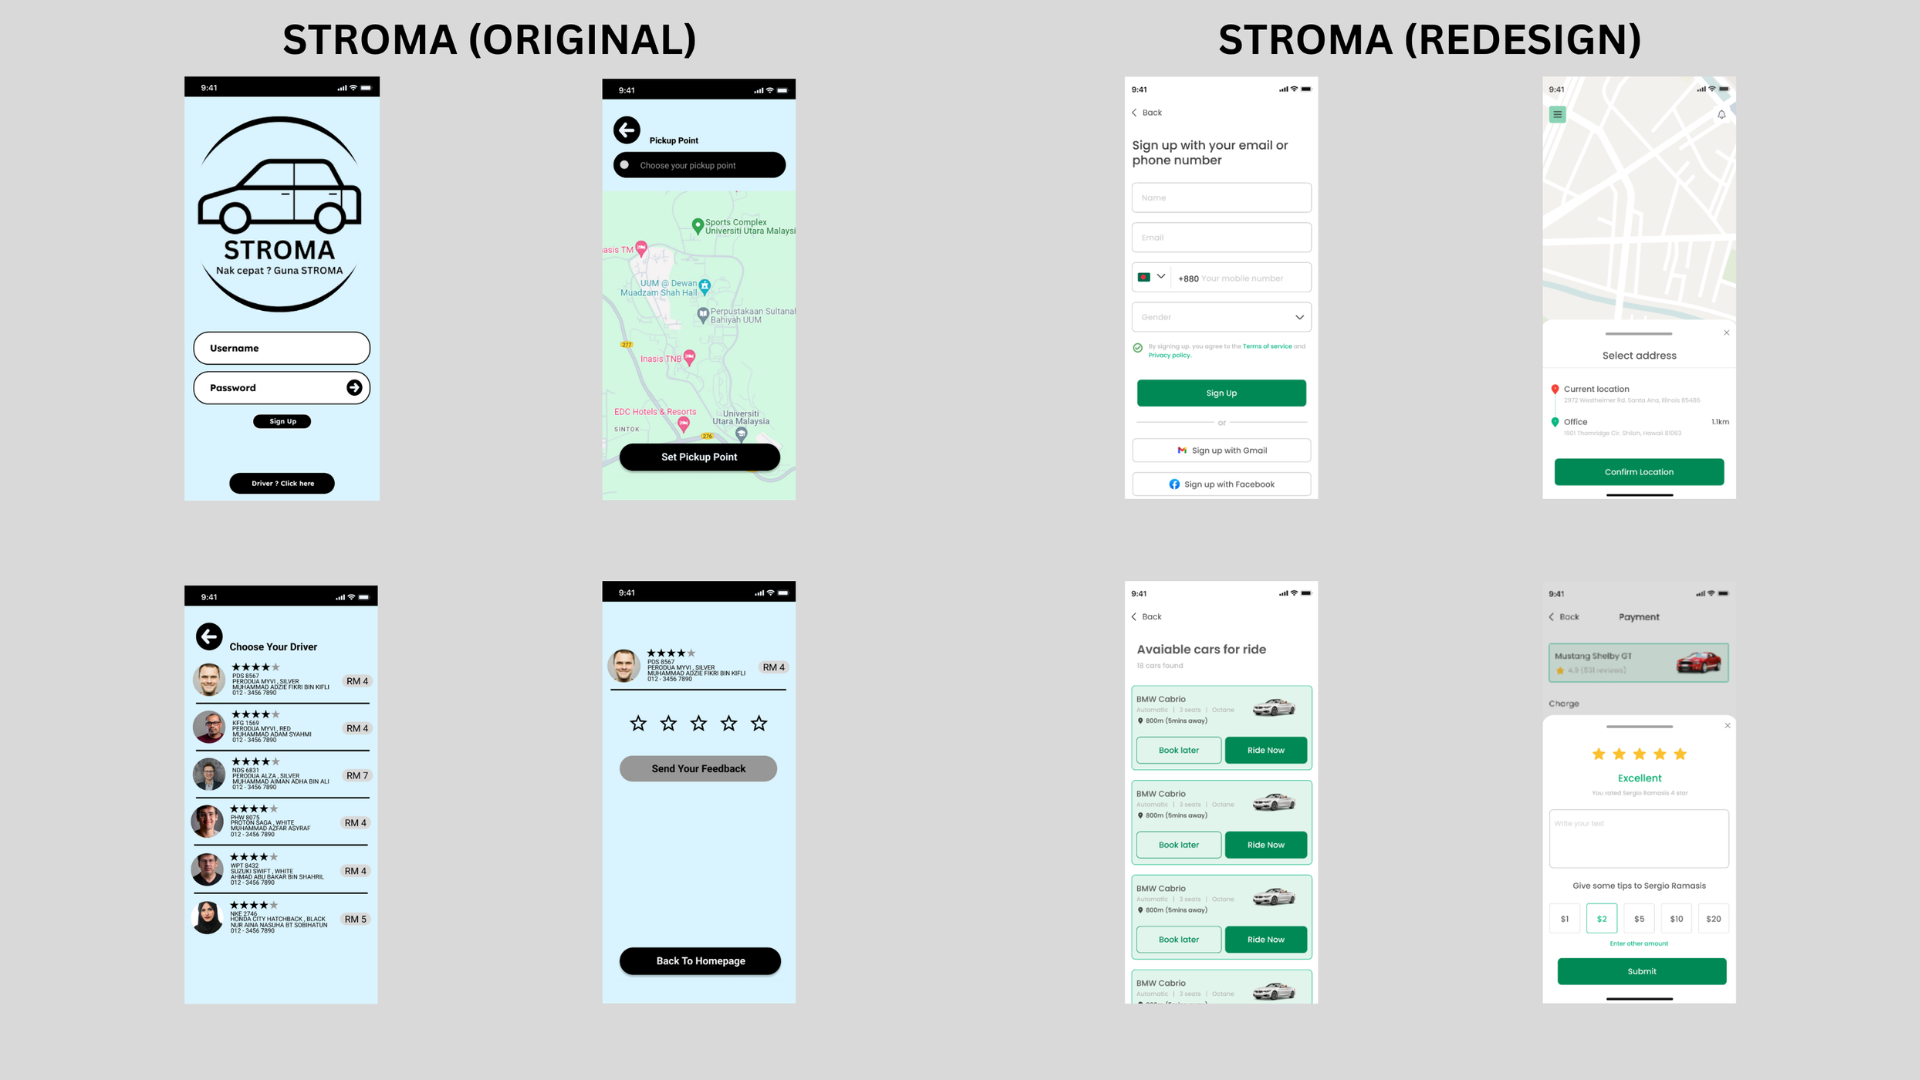 STROMA (ORIGINAL)
STROMA (REDESIGN)
9:41
STROMA
Nak cepat ? Guna STROMA
Username
Password
Sign Up
Driver ? Click here
9:41
Pickup Point
Choose your pickup point
Sports Complex
Universiti Utara Malaysi
asis TM
UUM @ Dewan
Muadzam Shah Hall
Perpustakaan Sultanal
Bahiyah UUM
277
Inasis TNB
EDC Hotels & Resorts
Universiti
Utara Malaysia
SINTOK
276
Set Pickup Point
9:41
Back
Sign up with your email or
phone number
Name
Email
+880 Your mobile number
Gender
By signing up. you agree to the Terms of service and
Privacy policy.
Sign Up
or
Sign up with Gmail
Sign up with Facebook
9:41
Select address
Current location
2972 Westheimer Rd. Santa Ana, Illinois 85486
Office
1.1km
1901 Thornridge Cir. Shiloh, Hawaii 81063
Confirm Location
9:41
Choose Your Driver
PDS 8567
PERODUA MYVI , SILVER
MUHAMMAD ADZIE FIKRI BIN KIFLI
012 - 3456 7890
RM 4
KFG 1569
PERODUA MYVI , RED
MUHAMMAD ADAM SYAHMI
012 - 3456 7890
RM 4
NDS 6831
PERODUA ALZA , SILVER
MUHAMMAD AIMAN ADHA BIN ALI
012 - 3456 7890
RM 7
PHW 8075
PROTON SAGA , WHITE
MUHAMMAD AZFAR ASYRAF
012 - 3456 7890
RM 4
WPT 8432
SUZUKI SWIFT , WHITE
AHMAD ABU BAKAR BIN SHAHRIL
012 - 3456 7890
RM 4
NKE 2746
HONDA CITY HATCHBACK , BLACK
NUR AINA NASUHA BT SOBIHATUN
012 - 3456 7890
RM 5
9:41
PDS 8567
PERODUA MYVI , SILVER
MUHAMMAD ADZIE FIKRI BIN KIFLI
012 - 3456 7890
RM 4
Send Your Feedback
Back To Homepage
9:41
Back
Avaiable cars for ride
18 cars found
BMW Cabrio
Automatic | 3 seats | Octane
800m (5mins away)
Book later
Ride Now
BMW Cabrio
Automatic | 3 seats | Octane
800m (5mins away)
Book later
Ride Now
BMW Cabrio
Automatic | 3 seats | Octane
800m (5mins away)
Book later
Ride Now
BMW Cabrio
Automatic | 3 seats | Octane
9:41
Back
Payment
Mustang Shelby GT
4.9 (531 reviews)
Charge
Excellent
You rated Sergio Ramasis 4 star
Write your text
Give some tips to Sergio Ramasis
$1
$2
$5
$10
$20
Enter other amount
Submit